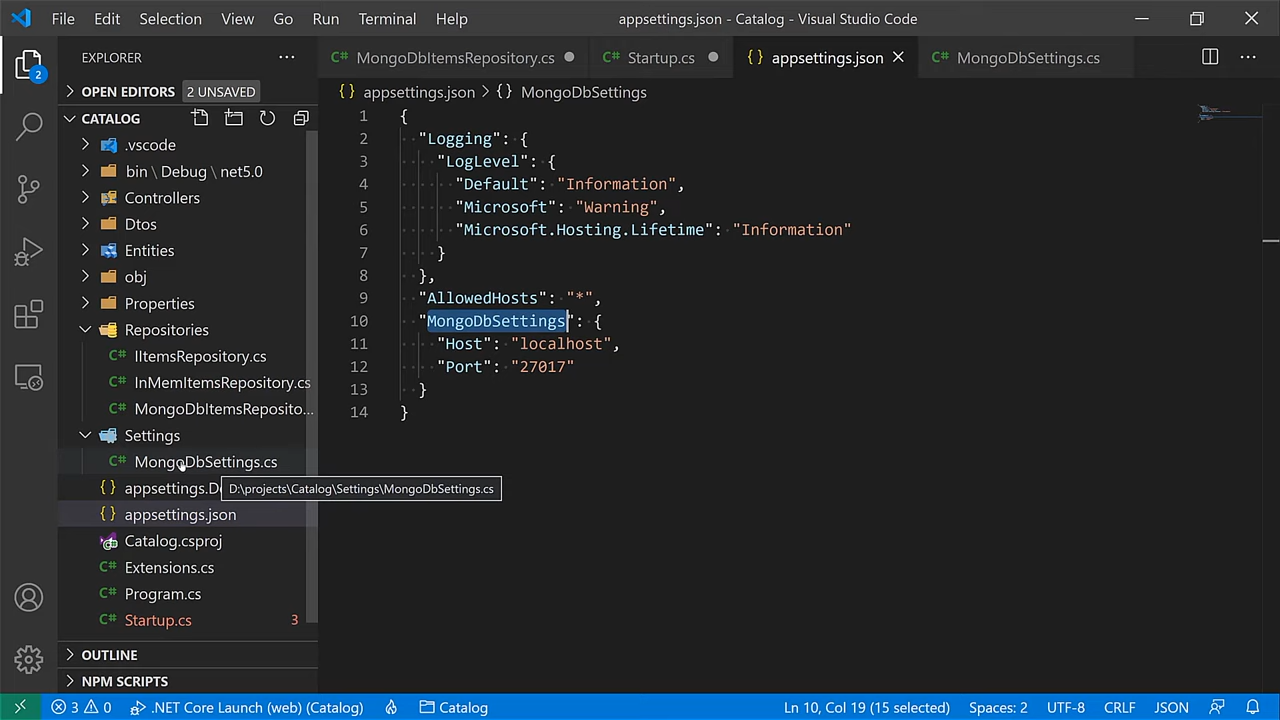 File Edit Selection View Go Run Terminal Help appsettings.json - Catalog - Visual Studio Code
EXPLORER
2
OPEN EDITORS 2 UNSAVED
CATALOG
.vscode
bin \ Debug \ net5.0
Controllers
Dtos
Entities
obj
Properties
Repositories
IItemsRepository.cs
InMemItemsRepository.cs
MongoDbItemsReposito...
Settings
MongoDbSettings.cs
appsettings.D
D:\projects\Catalog\Settings\MongoDbSettings.cs
appsettings.json
Catalog.csproj
Extensions.cs
Program.cs
Startup.cs 3
OUTLINE
NPM SCRIPTS
MongoDbItemsRepository.cs Startup.cs {} appsettings.json MongoDbSettings.cs
{} appsettings.json > {} MongoDbSettings
1 {
2 "Logging": {
3 "LogLevel": {
4 "Default": "Information",
5 "Microsoft": "Warning",
6 "Microsoft.Hosting.Lifetime": "Information"
7 }
8 },
9 "AllowedHosts": "*",
10 "MongoDbSettings": {
11 "Host": "localhost",
12 "Port": "27017"
13 }
14 }
3 0 .NET Core Launch (web) (Catalog) Catalog Ln 10, Col 19 (15 selected) Spaces: 2 UTF-8 CRLF JSON